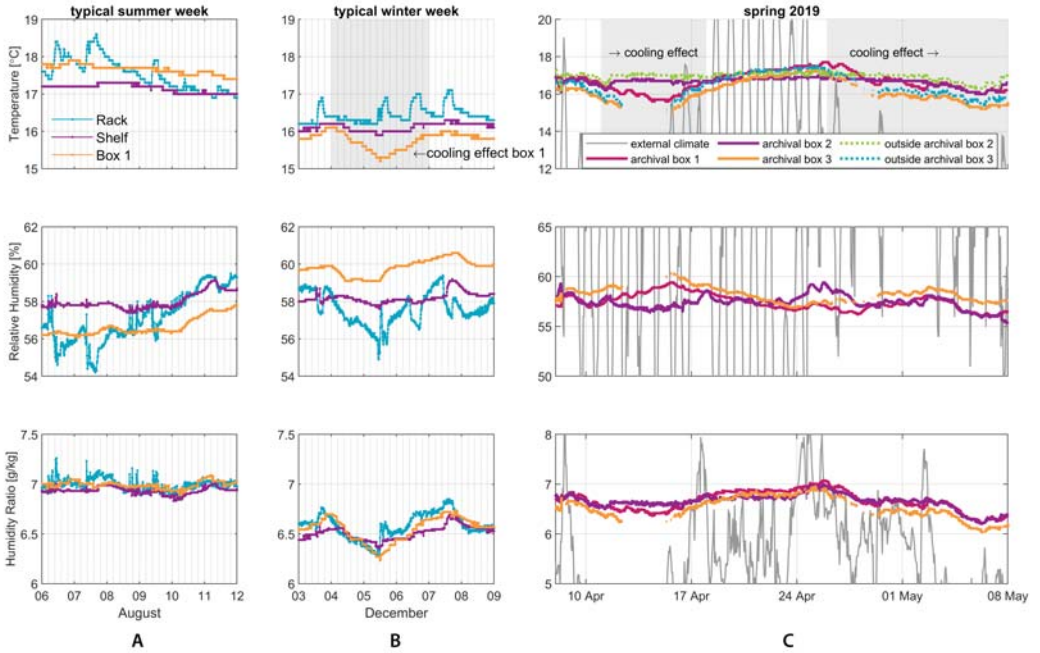 typical summer week
typical winter week
spring 2019
Temperature [°C]
19
18
17
16
15
Rack
Shelf
Box 1
19
18
17
16
15
←cooling effect box 1
20
18
16
14
12
→ cooling effect
cooling effect →
external climate
archival box 2
outside archival box 2
archival box 1
archival box 3
outside archival box 3
Relative Humidity [%]
62
60
58
56
54
62
60
58
56
54
65
60
55
50
Humidity Ratio [g/kg]
7.5
7
6.5
6
7.5
7
6.5
6
8
7
6
5
06 07 08 09 10 11 12
03 04 05 06 07 08 09
10 Apr 17 Apr 24 Apr 01 May 08 May
August
December
A
B
C